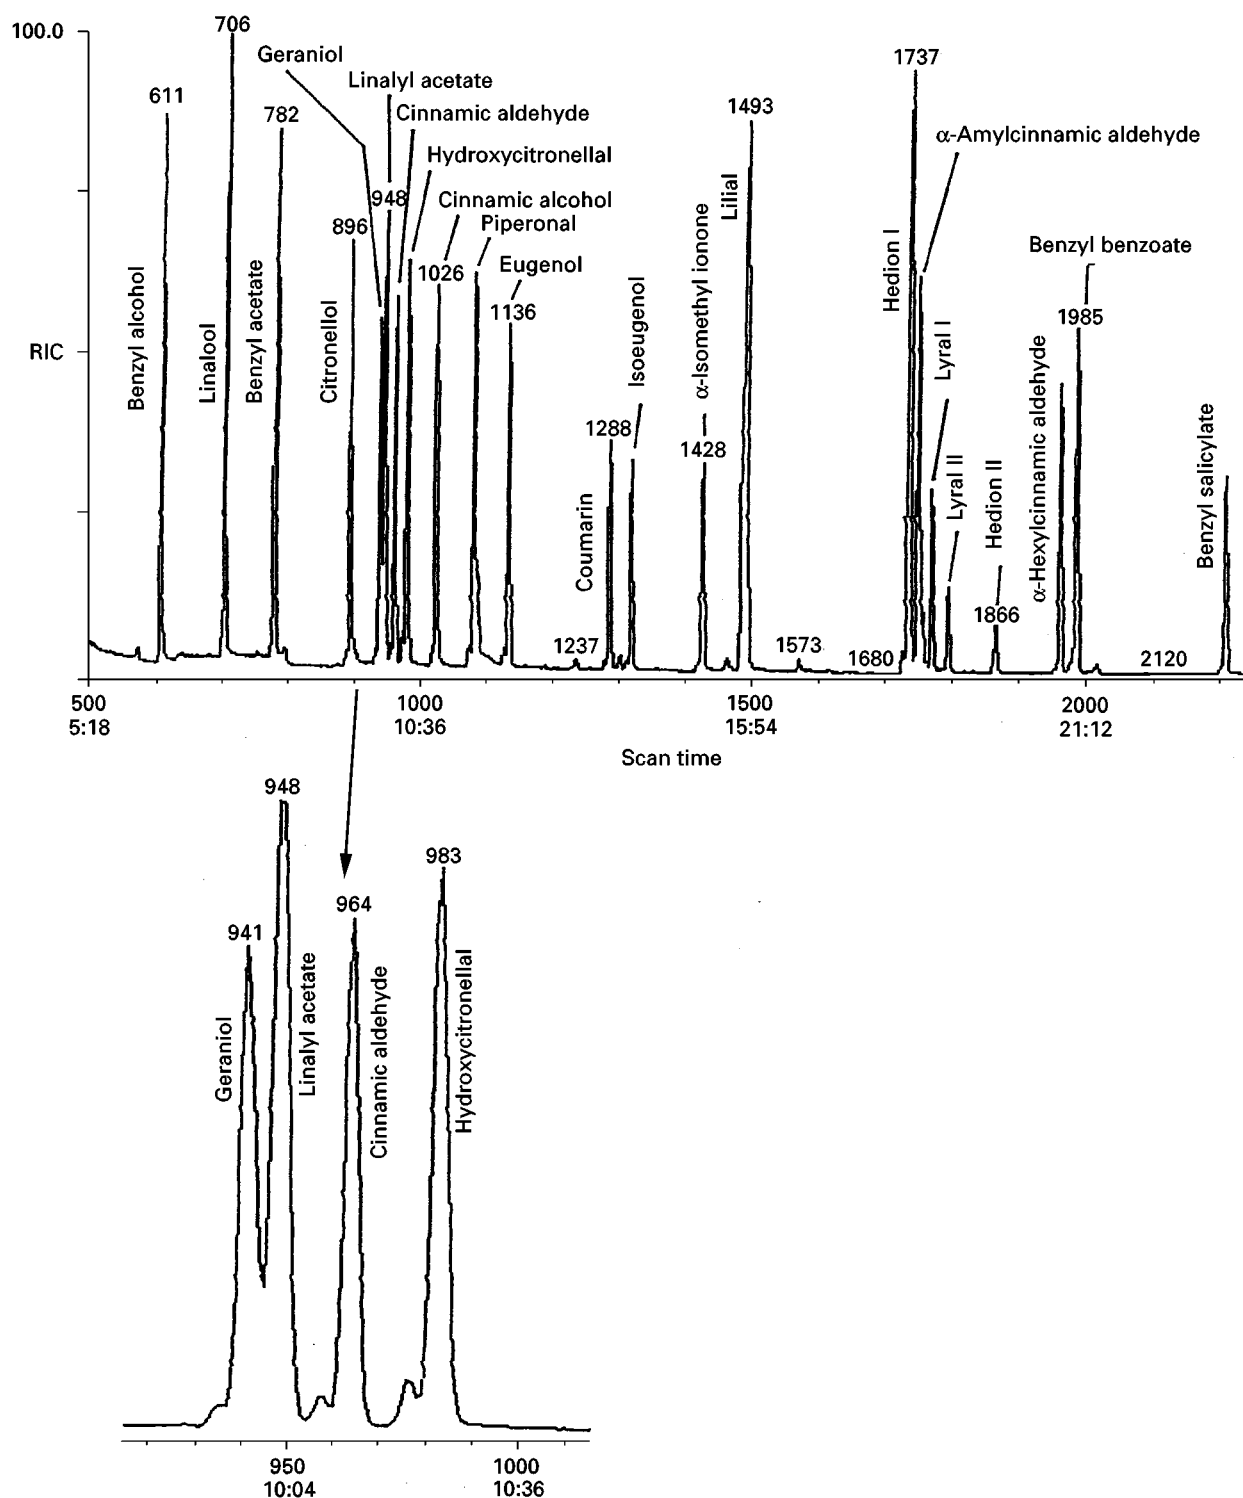 100.0
706
Geraniol
1737
Linalyl acetate
611
782
Cinnamic aldehyde
1493
α-Amylcinnamic aldehyde
Hydroxycitronellal
948
Cinnamic alcohol
Lilial
896
Piperonal
Benzyl benzoate
1026
Eugenol
Hedion I
1136
1985
Benzyl alcohol
Linalool
Benzyl acetate
Citronellol
Isoeugenol
α-Isomethyl ionone
RIC
Lyral I
1288
1428
Coumarin
Lyral II
Hedion II
α-Hexylcinnamic aldehyde
Benzyl salicylate
1866
1237
1573
1680
2120
500
1000
1500
2000
5:18
10:36
15:54
21:12
Scan time
948
983
964
941
Geraniol
Linalyl acetate
Cinnamic aldehyde
Hydroxycitronellal
950
1000
10:04
10:36